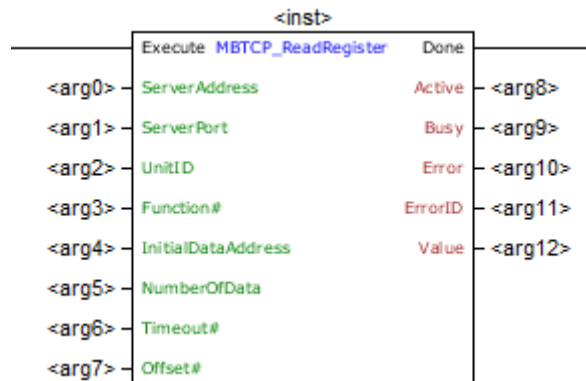 <inst>
Execute MBTCP_ReadRegister Done
<arg0> ServerAddress Active <arg8>
<arg1> ServerPort Busy <arg9>
<arg2> UnitID Error <arg10>
<arg3> Function# ErrorID <arg11>
<arg4> InitialDataAddress Value <arg12>
<arg5> NumberOfData
<arg6> Timeout#
<arg7> Offset#